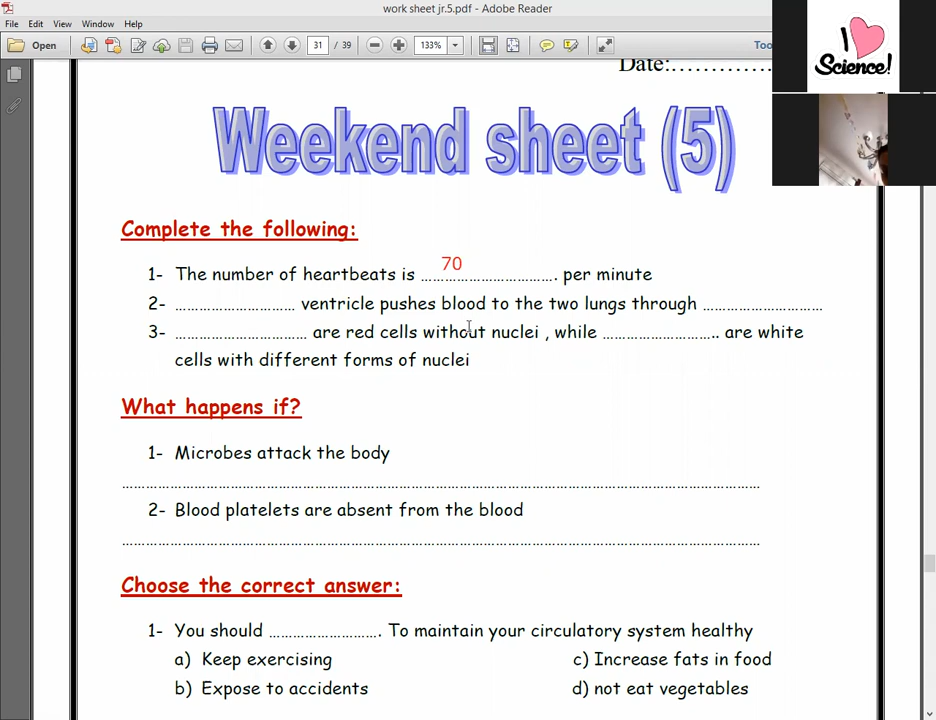 work sheet jr.5.pdf - Adobe Reader
File Edit View Window Help
Open 31 / 39 133% Too
I
Science!
Date:…………
Weekend sheet (5)
Complete the following:
70
1- The number of heartbeats is ……………………………. per minute
2- ………………………… ventricle pushes blood to the two lungs through …………………………
3- …………………………… are red cells without nuclei , while ……………………….. are white
cells with different forms of nuclei
What happens if?
1- Microbes attack the body
………………………………………………………………………………………………………………………………………………
2- Blood platelets are absent from the blood
………………………………………………………………………………………………………………………………………………
Choose the correct answer:
1- You should ………………………. To maintain your circulatory system healthy
a) Keep exercising c) Increase fats in food
b) Expose to accidents d) not eat vegetables